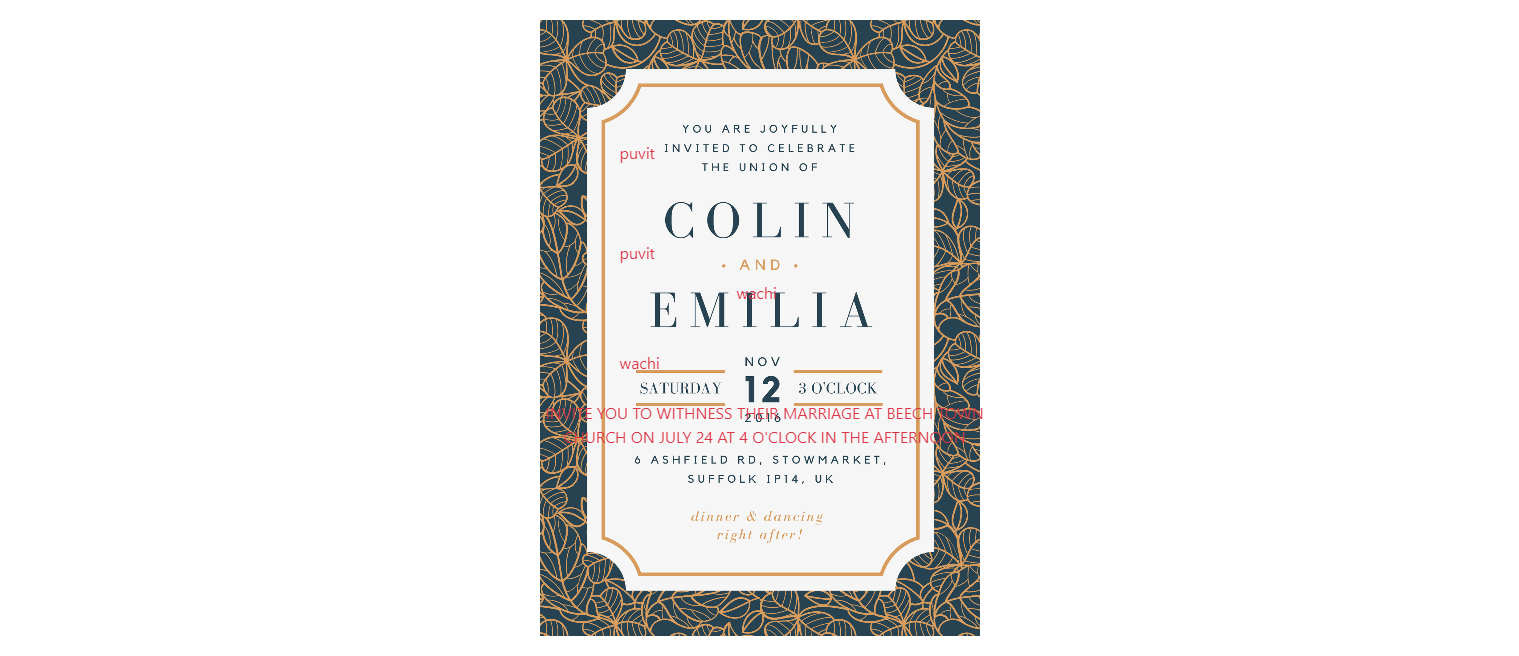 YOU ARE JOYFULLY
puvit
INVITED TO CELEBRATE
THE UNION OF
COLIN
puvit
• AND •
wachi
EMILIA
wachi
NOV
SATURDAY 12 3 O'CLOCK
INVITE YOU TO WITHNESS THEIR MARRIAGE AT BEECH TOWN
2016
CHURCH ON JULY 24 AT 4 O'CLOCK IN THE AFTERNOON
6 ASHFIELD RD, STOWMARKET,
SUFFOLK IP14, UK
dinner & dancing
right after!